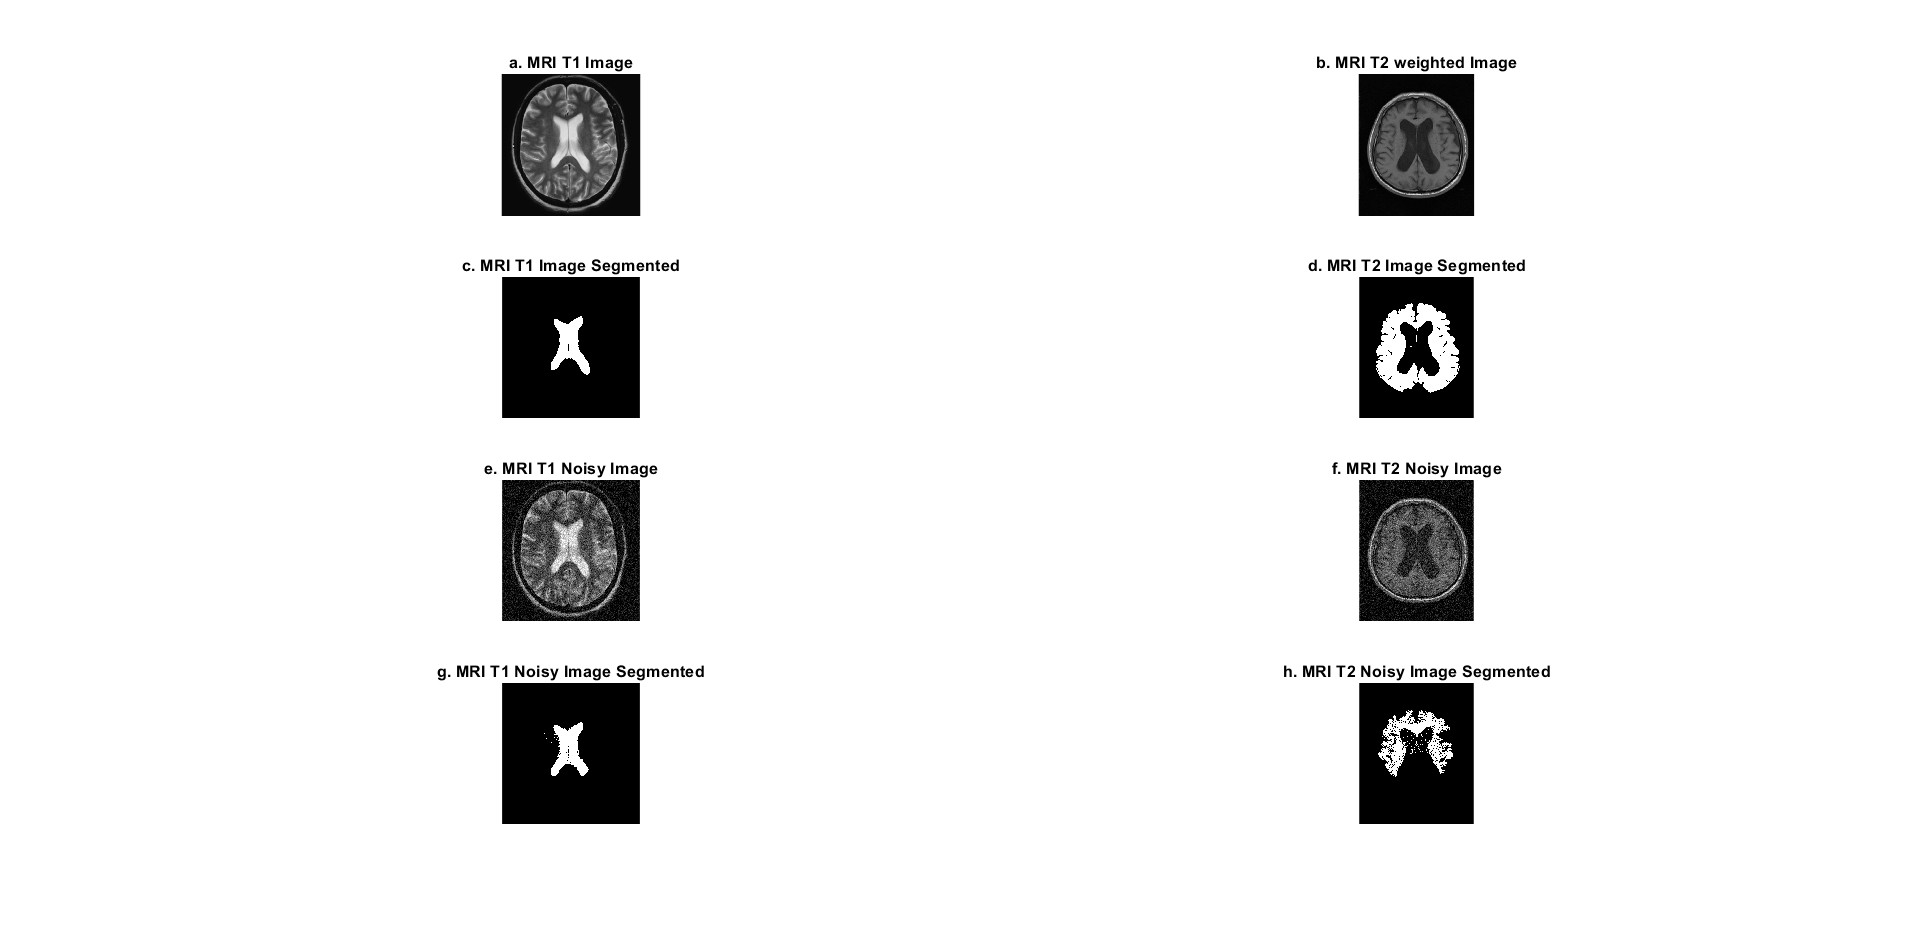 a. MRI T1 Image
b. MRI T2 weighted Image
c. MRI T1 Image Segmented
d. MRI T2 Image Segmented
e. MRI T1 Noisy Image
f. MRI T2 Noisy Image
g. MRI T1 Noisy Image Segmented
h. MRI T2 Noisy Image Segmented